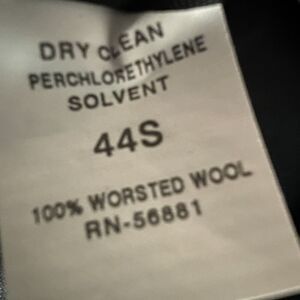 DRY CLEAN
PERCHLORETHYLENE
SOLVENT
44S
100% WORSTED WOOL
RN-56881